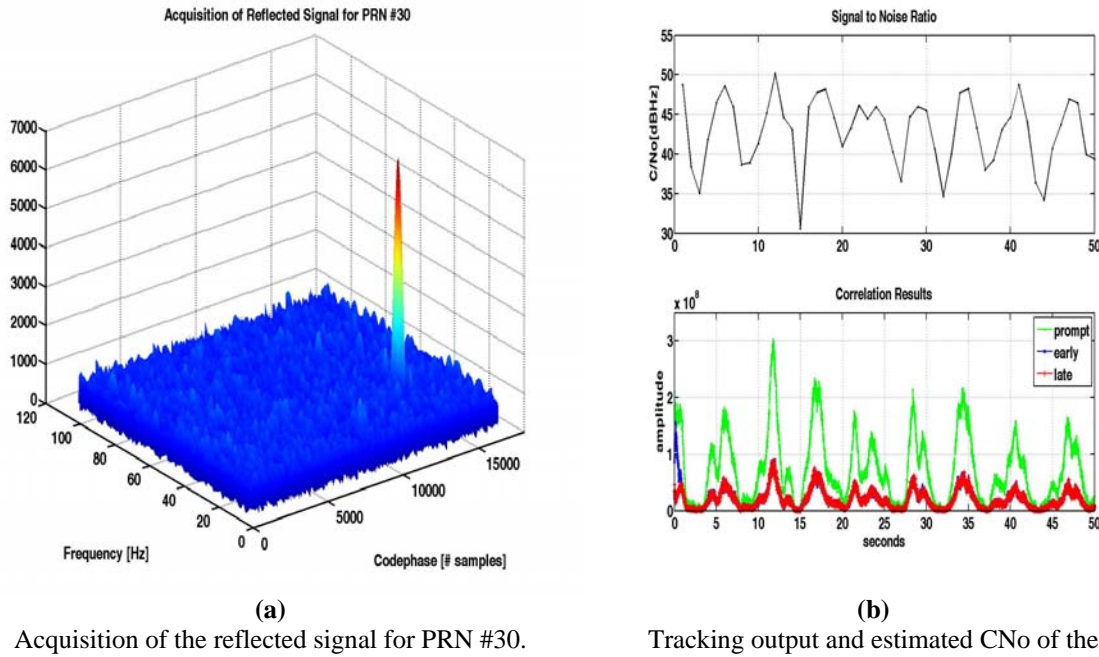 Acquisition of Reflected Signal for PRN #30
7000
6000
5000
4000
3000
2000
1000
0
120
100
80
60
40
20
0
0
5000
10000
15000
Frequency [Hz]
Codephase [# samples]
(a)
Acquisition of the reflected signal for PRN #30.
Signal to Noise Ratio
55
50
45
40
35
30
C/No[dBHz]
0 10 20 30 40 50
Correlation Results
x 10^8
3
2
1
0
amplitude
prompt
early
late
0 5 10 15 20 25 30 35 40 45 50
seconds
(b)
Tracking output and estimated CNo of the